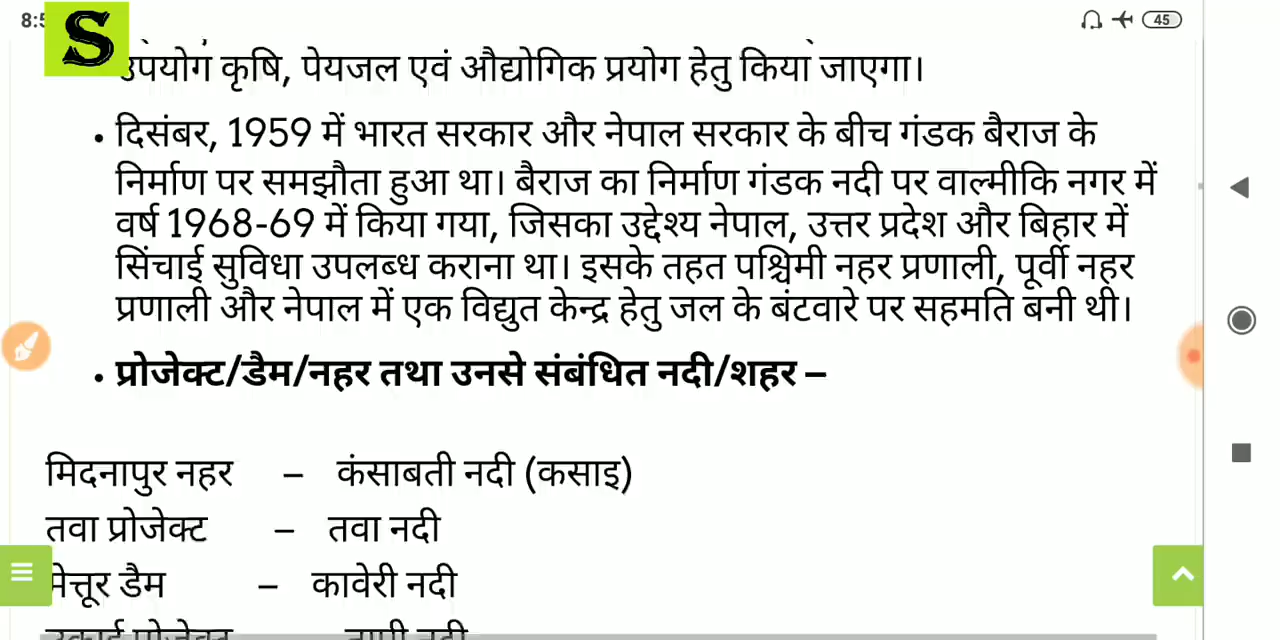 8:5
S
45
उपयोग कृषि, पेयजल एवं औद्योगिक प्रयोग हेतु किया जाएगा।
• दिसंबर, 1959 में भारत सरकार और नेपाल सरकार के बीच गंडक बैराज के
निर्माण पर समझौता हुआ था। बैराज का निर्माण गंडक नदी पर वाल्मीकि नगर में
वर्ष 1968-69 में किया गया, जिसका उद्देश्य नेपाल, उत्तर प्रदेश और बिहार में
सिंचाई सुविधा उपलब्ध कराना था। इसके तहत पश्चिमी नहर प्रणाली, पूर्वी नहर
प्रणाली और नेपाल में एक विद्युत केन्द्र हेतु जल के बंटवारे पर सहमति बनी थी।
• प्रोजेक्ट/डैम/नहर तथा उनसे संबंधित नदी/शहर –
मिदनापुर नहर – कंसाबती नदी (कसाइ)
तवा प्रोजेक्ट – तवा नदी
मेत्तूर डैम – कावेरी नदी